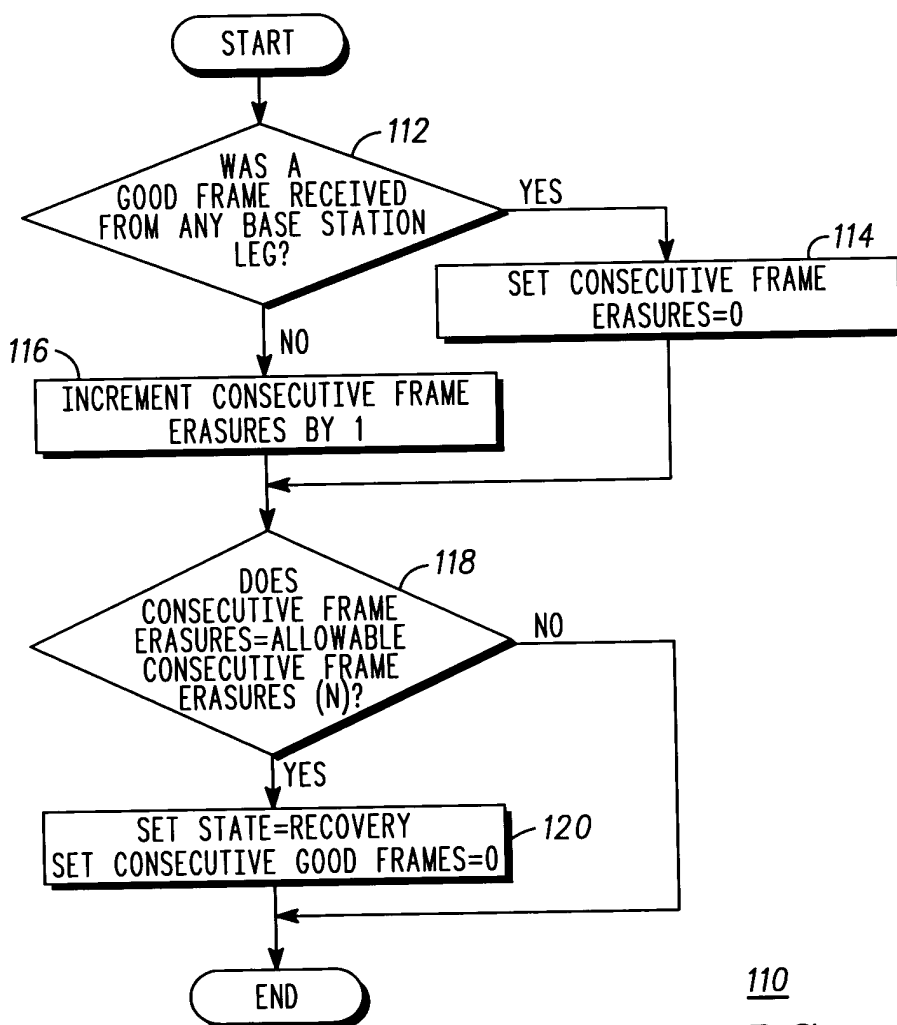 START
112
WAS A
GOOD FRAME RECEIVED
FROM ANY BASE STATION
LEG?
YES
114
SET CONSECUTIVE FRAME
ERASURES=0
NO
116
INCREMENT CONSECUTIVE FRAME
ERASURES BY 1
118
DOES
CONSECUTIVE FRAME
ERASURES=ALLOWABLE
CONSECUTIVE FRAME
ERASURES (N)?
NO
YES
SET STATE=RECOVERY
SET CONSECUTIVE GOOD FRAMES=0
120
END
110